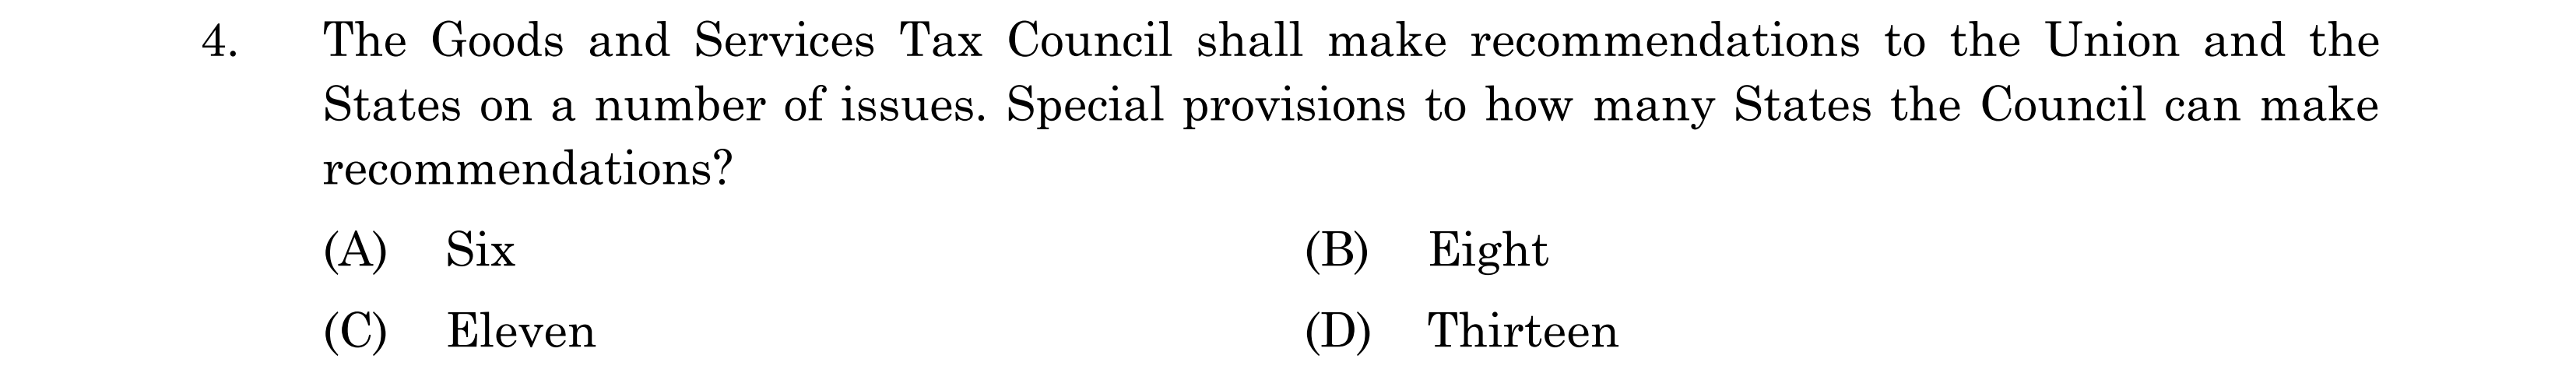 4. The Goods and Services Tax Council shall make recommendations to the Union and the
States on a number of issues. Special provisions to how many States the Council can make
recommendations?
(A) Six (B) Eight
(C) Eleven (D) Thirteen